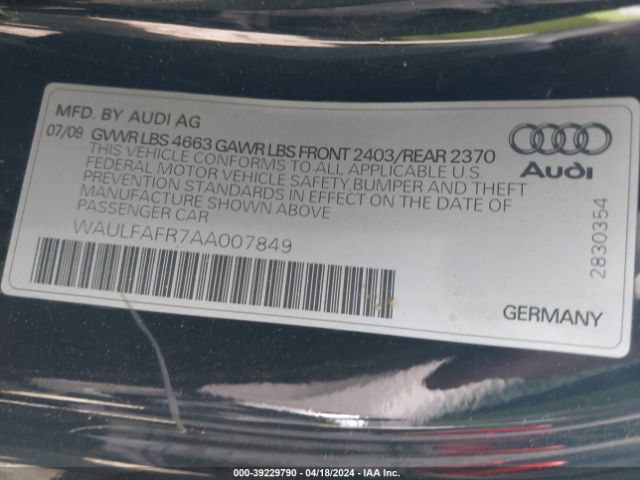 MFD. BY AUDI AG
07/09 GVWR LBS 4663 GAWR LBS FRONT 2403/REAR 2370
THIS VEHICLE CONFORMS TO ALL APPLICABLE U.S.
FEDERAL MOTOR VEHICLE SAFETY,BUMPER AND THEFT
PREVENTION STANDARDS IN EFFECT ON THE DATE OF
MANUFACTURE SHOWN ABOVE
PASSENGER CAR
WAULFAFR7AA007849
Audi
2830354
GERMANY
000-39229790 - 04/18/2024 - IAA Inc.